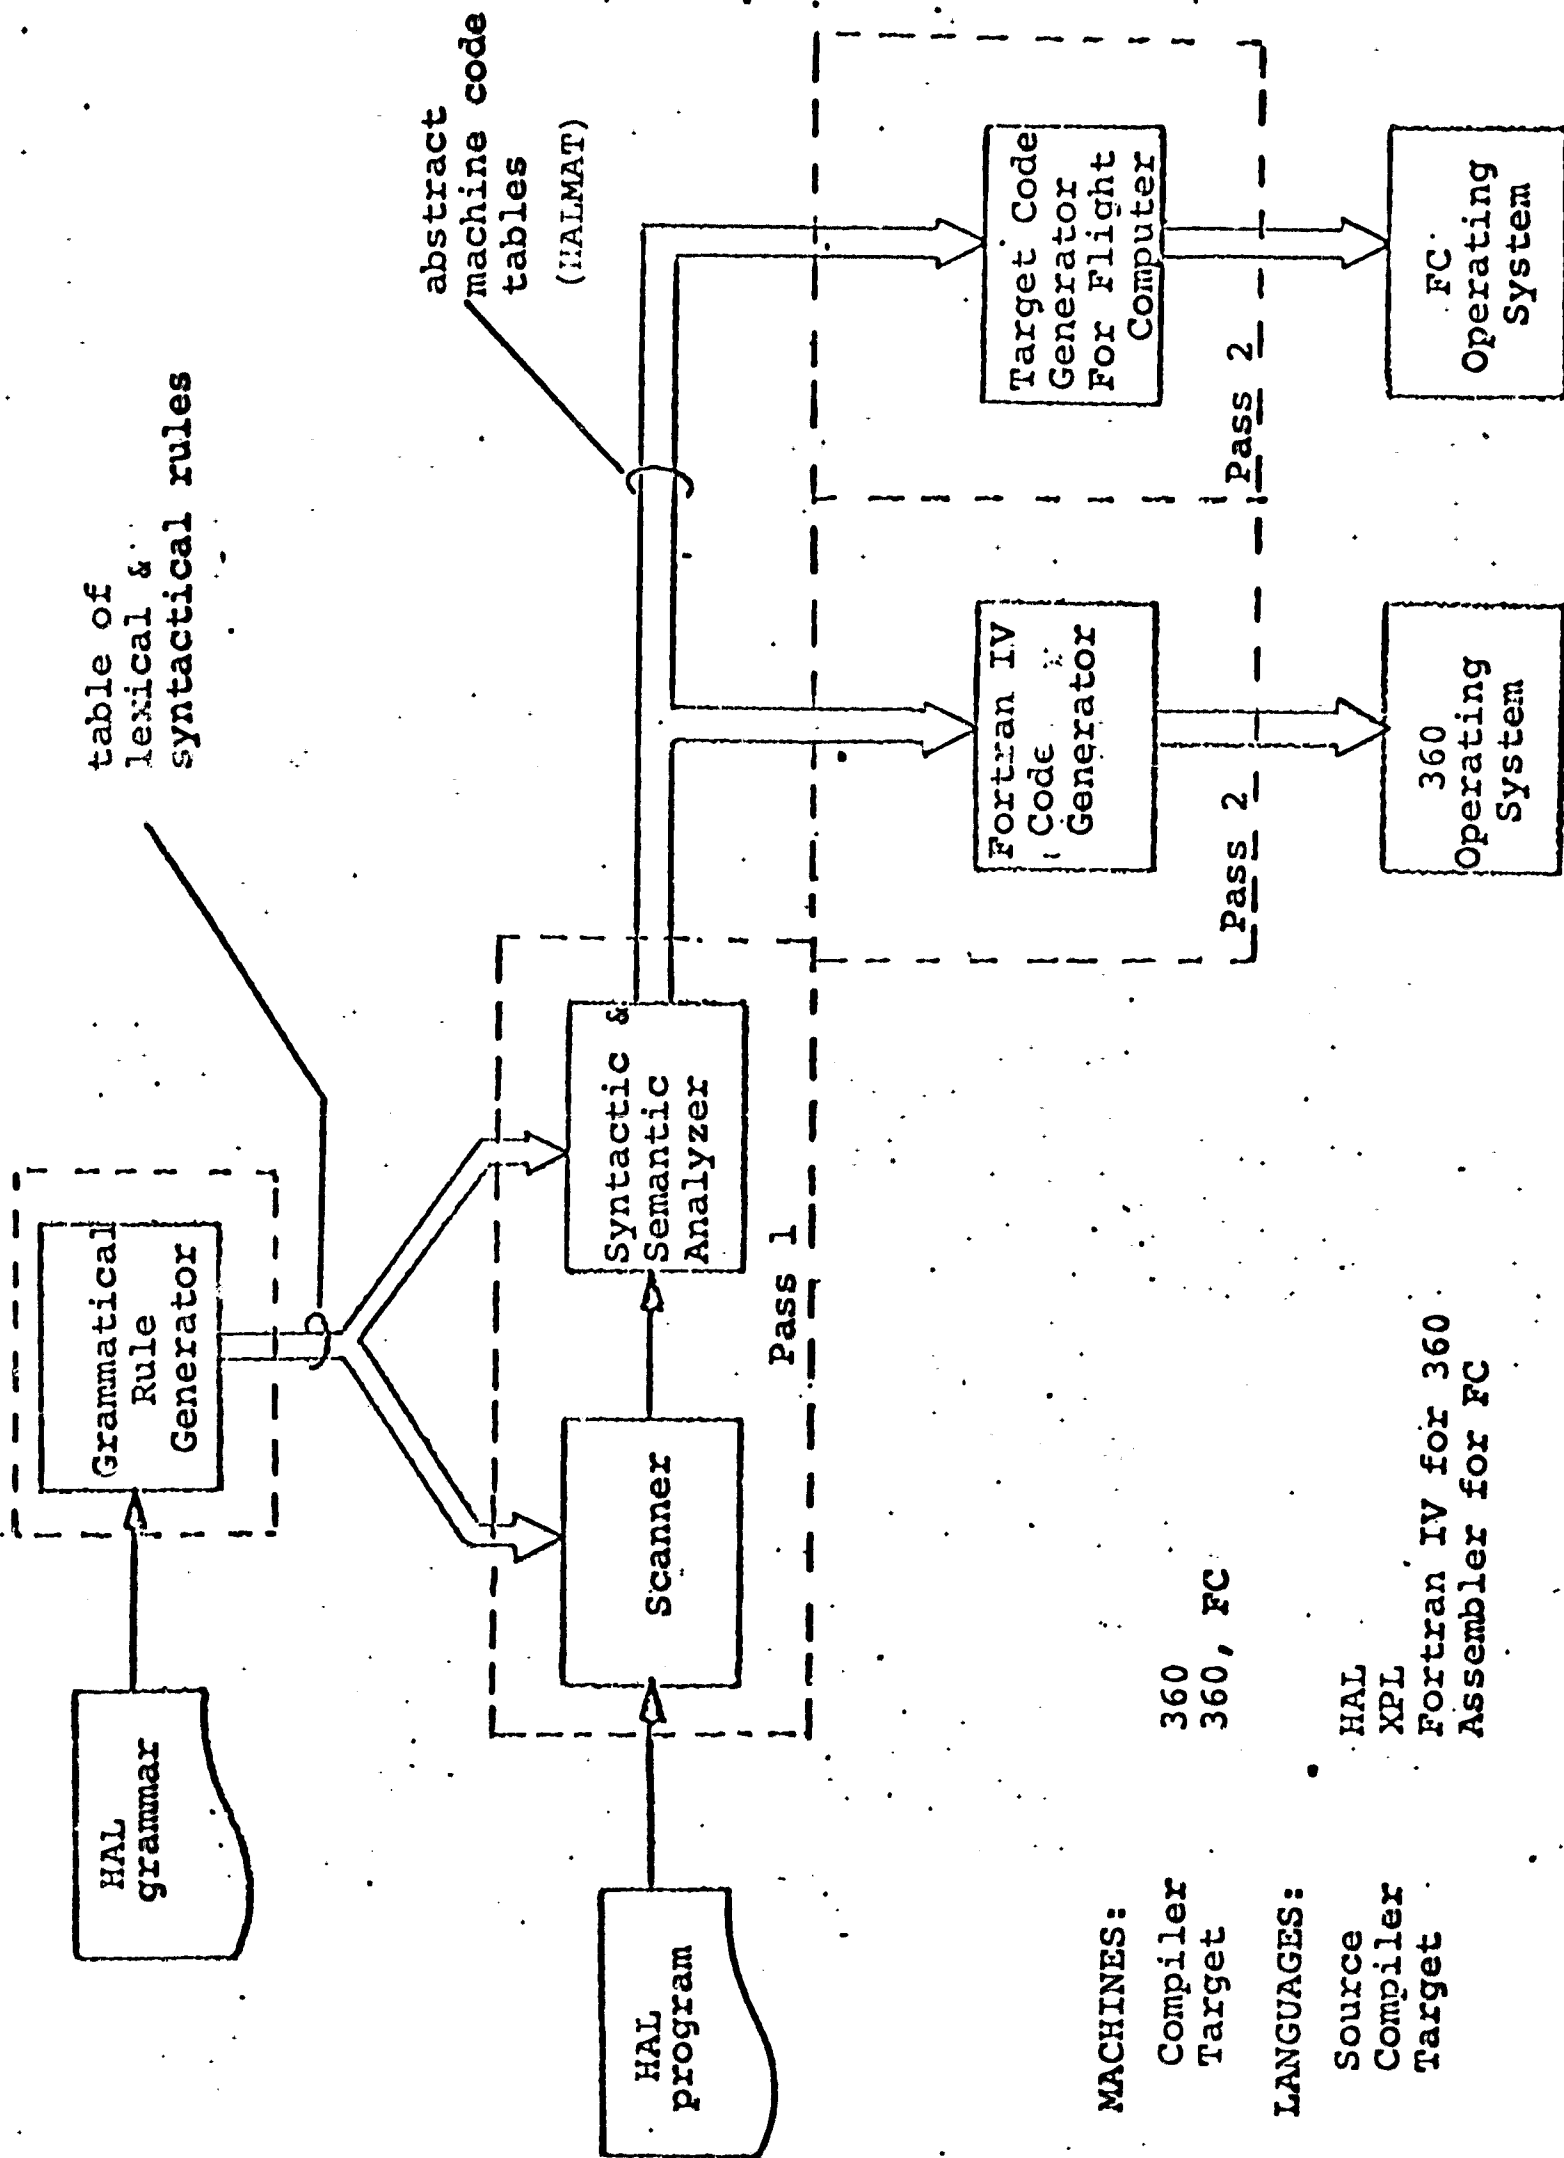 HAL
grammar
Grammatical
Rule
Generator
table of
lexical &
syntactical rules
HAL
program
Scanner
Syntactic &
Semantic
Analyzer
Pass 1
abstract
machine code
tables
(HALMAT)
Fortran IV
Code
Generator
Pass 2
Target Code
Generator
For Flight
Computer
Pass 2
360
Operating
System
FC
Operating
System
MACHINES:
Compiler 360
Target 360, FC
LANGUAGES:
Source HAL
Compiler XPL
Target Fortran IV for 360
Assembler for FC